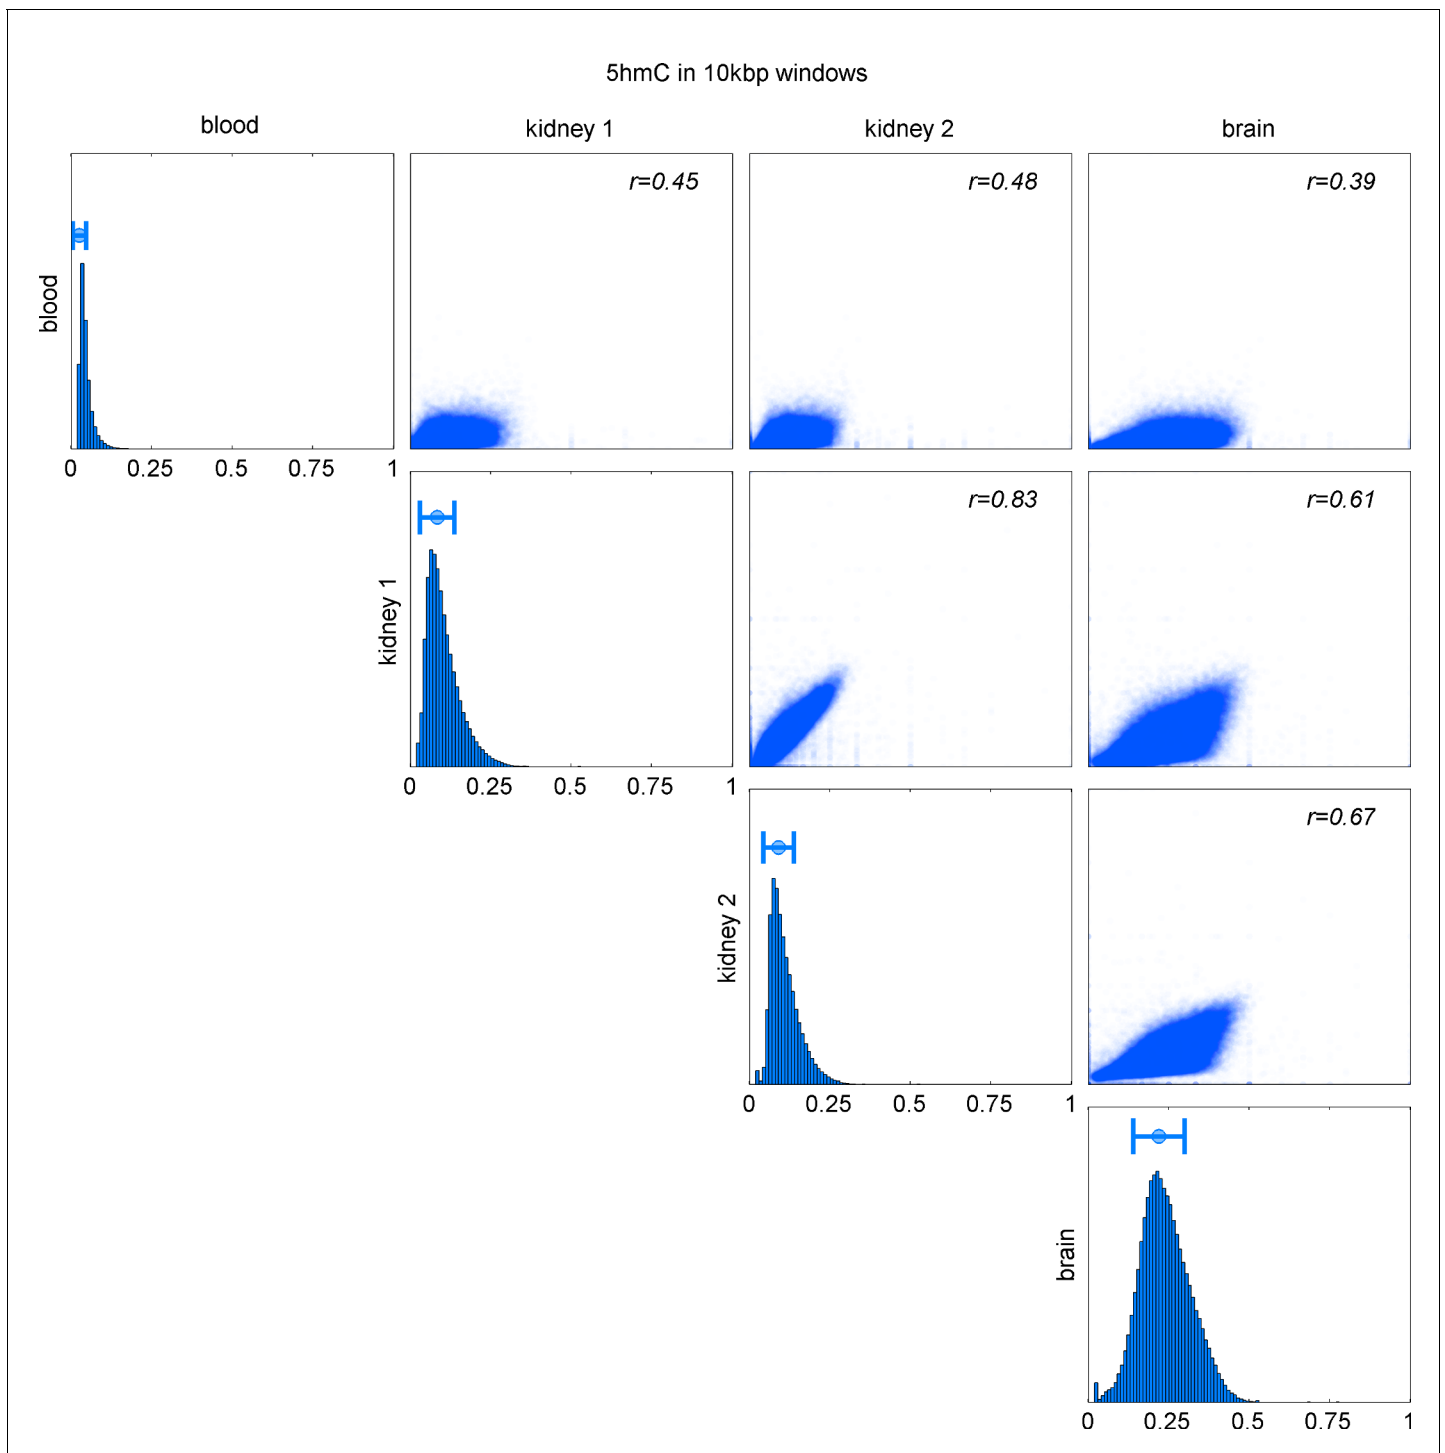 5hmC in 10kbp windows
blood kidney 1 kidney 2 brain
r=0.45 r=0.48 r=0.39
blood
0 0.25 0.5 0.75 1
r=0.83 r=0.61
kidney 1
0 0.25 0.5 0.75 1
r=0.67
kidney 2
0 0.25 0.5 0.75 1
brain
0 0.25 0.5 0.75 1